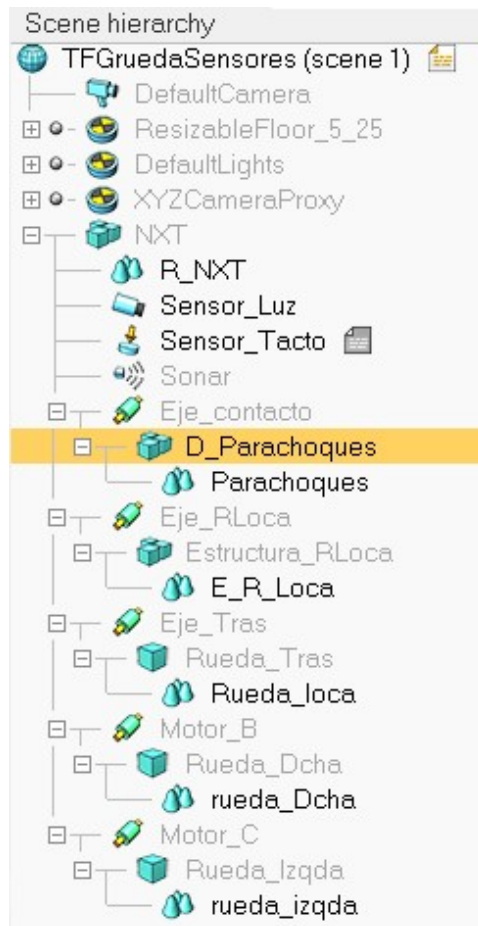 Scene hierarchy
TFGruedaSensores (scene 1)
DefaultCamera
ResizableFloor_5_25
DefaultLights
XYZCameraProxy
NXT
R_NXT
Sensor_Luz
Sensor_Tacto
Sonar
Eje_contacto
D_Parachoques
Parachoques
Eje_RLoca
Estructura_RLoca
E_R_Loca
Eje_Tras
Rueda_Tras
Rueda_loca
Motor_B
Rueda_Dcha
rueda_Dcha
Motor_C
Rueda_Izqda
rueda_izqda